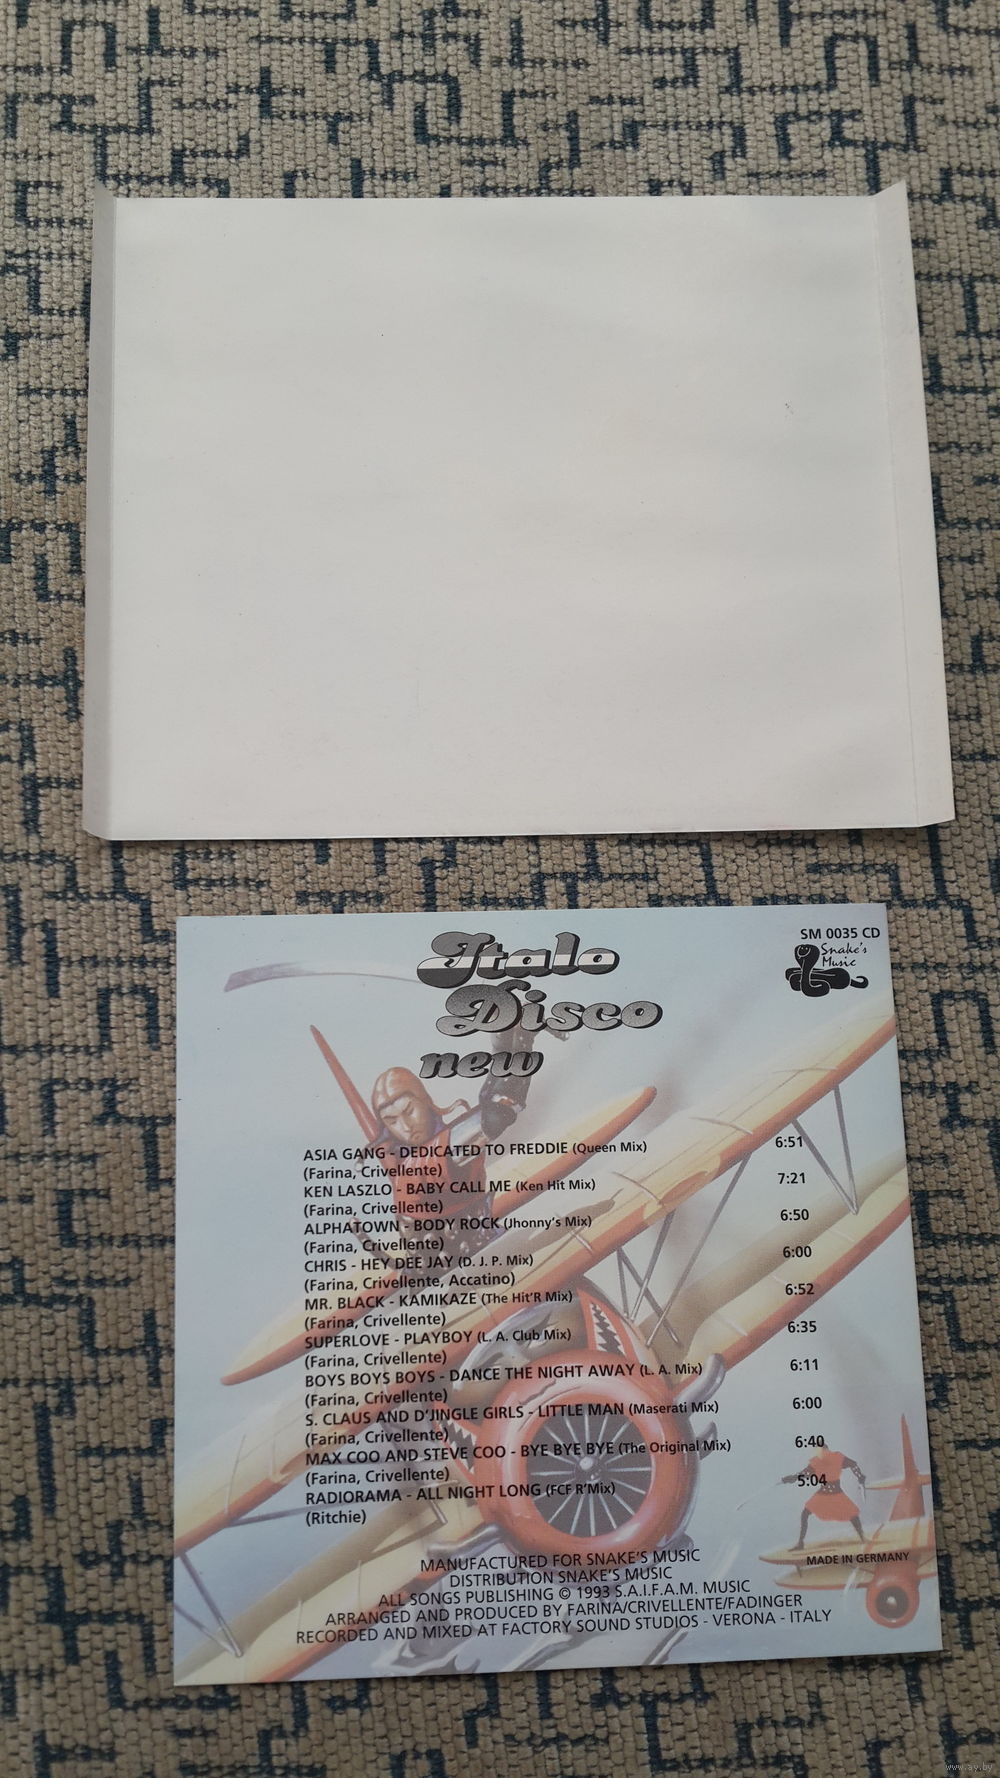 SM 0035 CD
Snake's
Music
Italo
Disco
new
ASIA GANG - DEDICATED TO FREDDIE (Queen Mix) 6:51
(Farina, Crivellente)
KEN LASZLO - BABY CALL ME (Ken Hit Mix) 7:21
(Farina, Crivellente)
ALPHATOWN - BODY ROCK (Jhonny's Mix) 6:50
(Farina, Crivellente)
CHRIS - HEY DEE JAY (D. J. P. Mix) 6:00
(Farina, Crivellente, Accatino)
MR. BLACK - KAMIKAZE (The Hit'R Mix) 6:52
(Farina, Crivellente)
SUPERLOVE - PLAYBOY (L. A. Club Mix) 6:35
(Farina, Crivellente)
BOYS BOYS BOYS - DANCE THE NIGHT AWAY (L. A. Mix) 6:11
(Farina, Crivellente)
S. CLAUS AND D'JINGLE GIRLS - LITTLE MAN (Maserati Mix) 6:00
(Farina, Crivellente)
MAX COO AND STEVE COO - BYE BYE BYE (The Original Mix) 6:40
(Farina, Crivellente)
RADIORAMA - ALL NIGHT LONG (FCF R'Mix) 5:04
(Ritchie)
MADE IN GERMANY
MANUFACTURED FOR SNAKE'S MUSIC
DISTRIBUTION SNAKE'S MUSIC
ALL SONGS PUBLISHING © 1993 S.A.I.F.A.M. MUSIC
ARRANGED AND PRODUCED BY FARINA/CRIVELLENTE/FADINGER
RECORDED AND MIXED AT FACTORY SOUND STUDIOS - VERONA - ITALY
www.ay.by